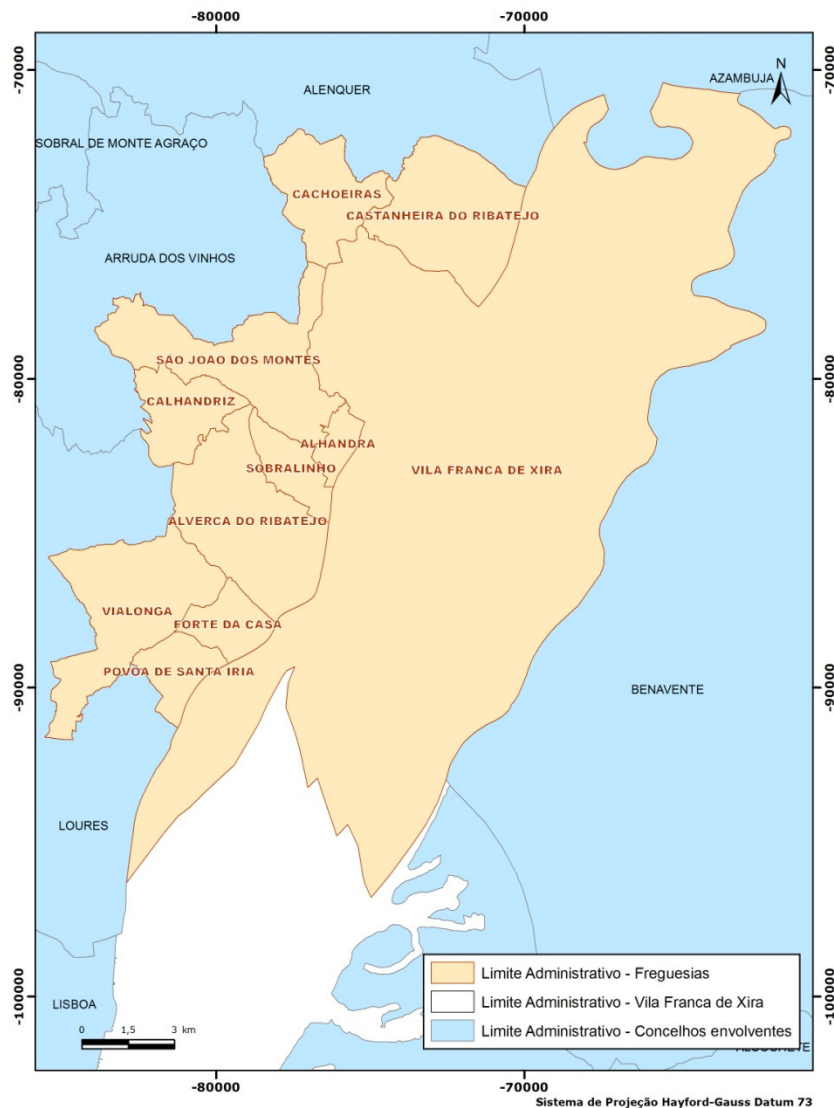 -80000
-70000
-70000
-70000
N
AZAMBUJA
ALENQUER
SOBRAL DE MONTE AGRAÇO
CACHOEIRAS
CASTANHEIRA DO RIBATEJO
ARRUDA DOS VINHOS
SAO JOAO DOS MONTES
-80000
-80000
CALHANDRIZ
ALHANDRA
SOBRALINHO
VILA FRANCA DE XIRA
ALVERCA DO RIBATEJO
VIALONGA
FORTE DA CASA
POVOA DE SANTA IRIA
-90000
-90000
BENAVENTE
LOURES
Limite Administrativo - Freguesias
Limite Administrativo - Vila Franca de Xira
Limite Administrativo - Concelhos envolventes
-100000
-100000
LISBOA
0 1,5 3 km
-80000
-70000
Sistema de Projeção Hayford-Gauss Datum 73